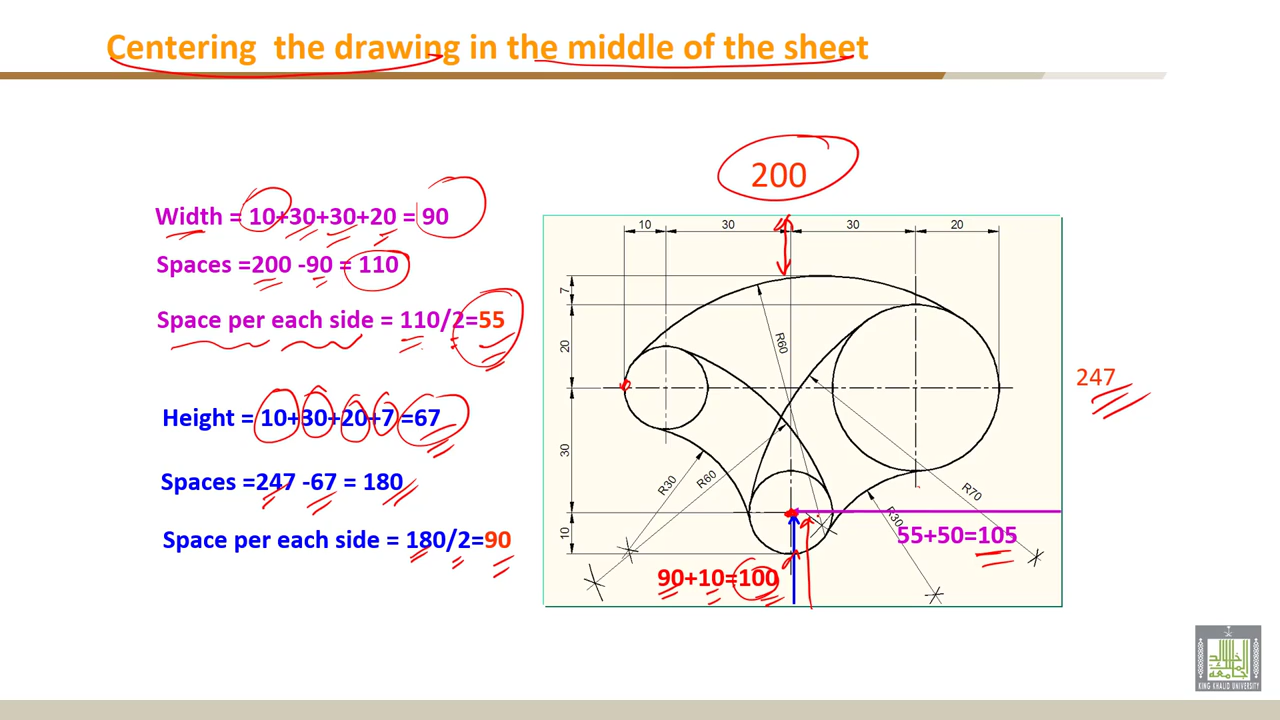 Centering the drawing in the middle of the sheet
200
Width = 10+30+30+20 = 90
Spaces =200 -90 = 110
Space per each side = 110/2=55
Height = 10+30+20+7 =67
Spaces =247 -67 = 180
Space per each side = 180/2=90
10 30 30 20
7
20
30
10
R60
R30
R60
R70
R30
247
55+50=105
90+10=100
KING KHALID UNIVERSITY